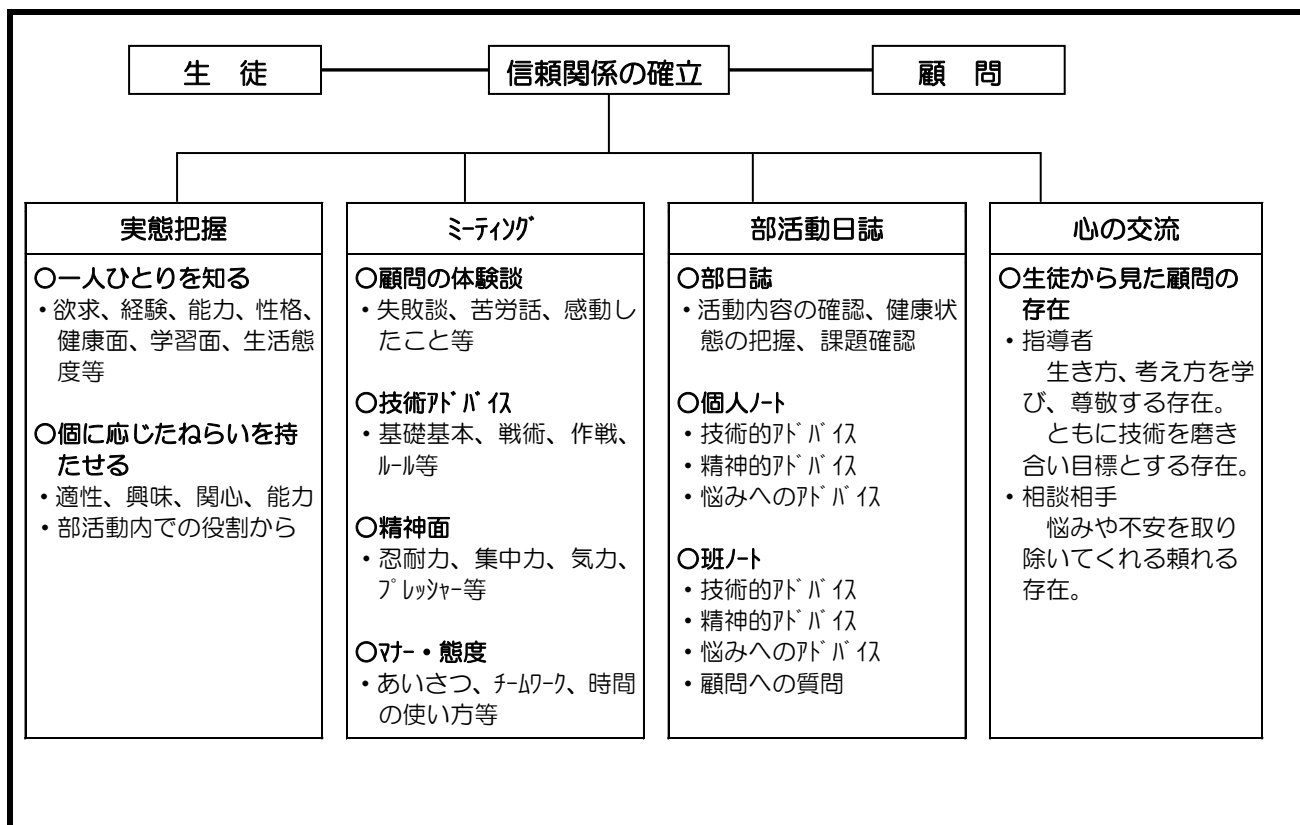 生　徒
信頼関係の確立
顧　問
実態把握
○一人ひとりを知る
・欲求、経験、能力、性格、
健康面、学習面、生活態
度等
○個に応じたねらいを持
たせる
・適性、興味、関心、能力
・部活動内での役割から
ﾐｰﾃｨﾝｸﾞ
○顧問の体験談
・失敗談、苦労話、感動し
たこと等
○技術ｱﾄﾞﾊﾞｲｽ
・基礎基本、戦術、作戦、
ﾙｰﾙ等
○精神面
・忍耐力、集中力、気力、
ﾌﾟﾚｯｼｬｰ等
○ﾏﾅｰ・態度
・あいさつ、ﾁｰﾑﾜｰｸ、時間
の使い方等
部活動日誌
○部日誌
・活動内容の確認、健康状
態の把握、課題確認
○個人ﾉｰﾄ
・技術的ｱﾄﾞﾊﾞｲｽ
・精神的ｱﾄﾞﾊﾞｲｽ
・悩みへのｱﾄﾞﾊﾞｲｽ
○班ﾉｰﾄ
・技術的ｱﾄﾞﾊﾞｲｽ
・精神的ｱﾄﾞﾊﾞｲｽ
・悩みへのｱﾄﾞﾊﾞｲｽ
・顧問への質問
心の交流
○生徒から見た顧問の
存在
・指導者
生き方、考え方を学
び、尊敬する存在。
ともに技術を磨き
合い目標とする存在。
・相談相手
悩みや不安を取り
除いてくれる頼れる
存在。